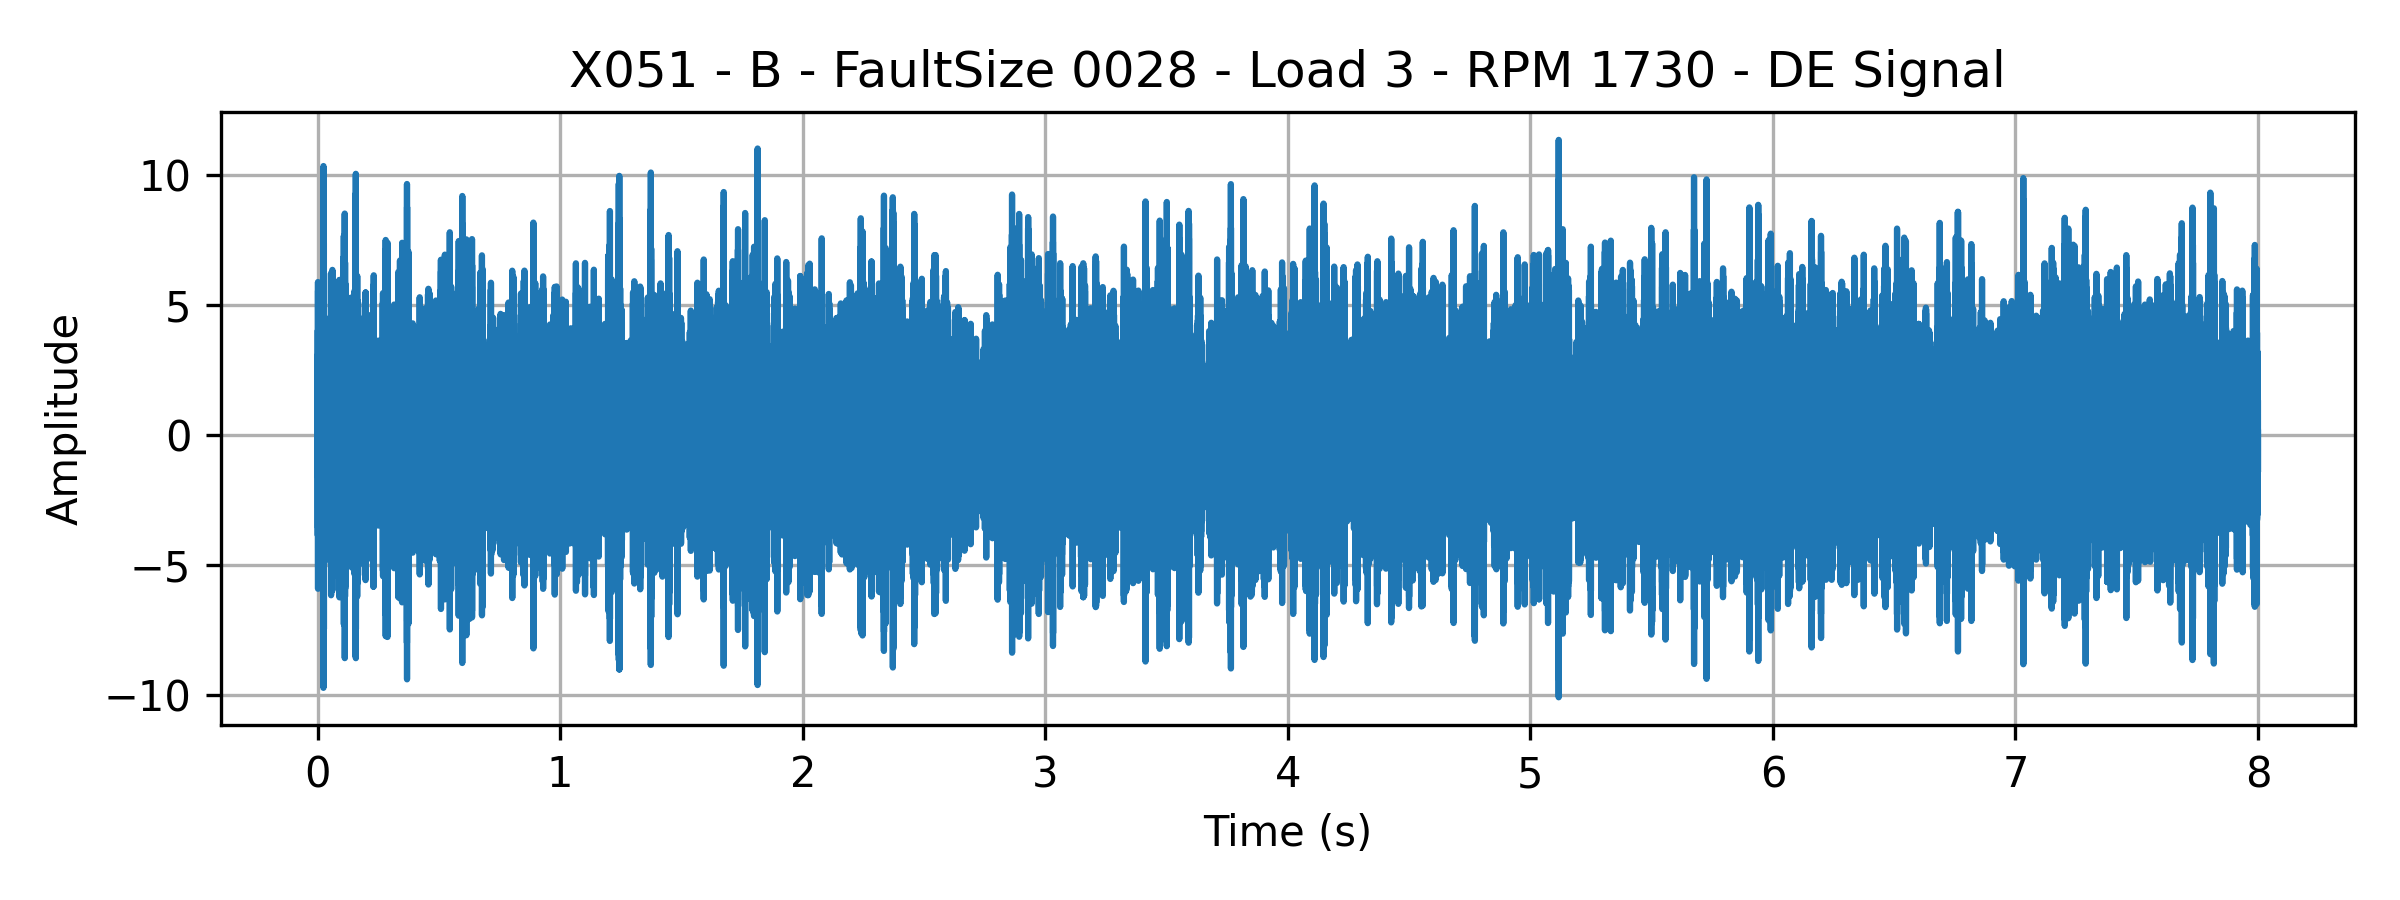 X051 - B - FaultSize 0028 - Load 3 - RPM 1730 - DE Signal
Amplitude
10
5
0
−5
−10
0 1 2 3 4 5 6 7 8
Time (s)